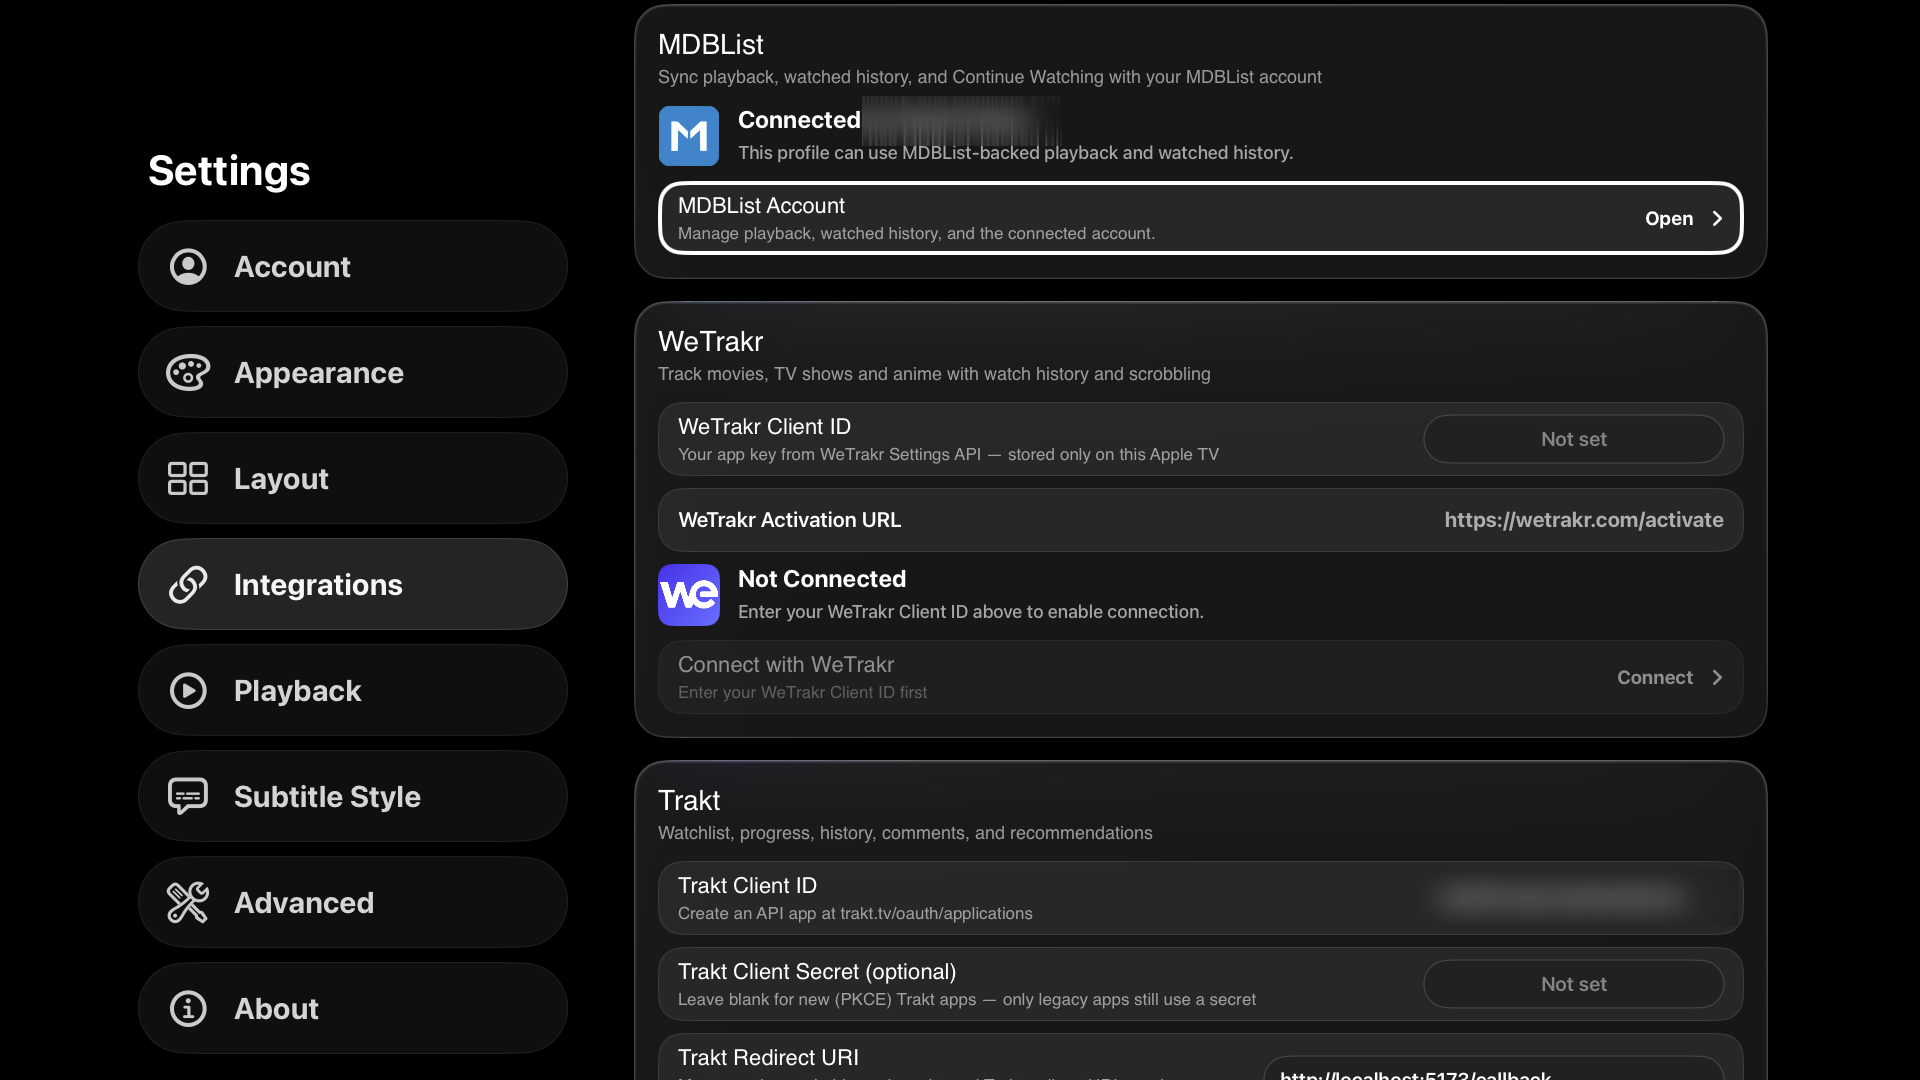 Settings
Account
Appearance
Layout
Integrations
Playback
Subtitle Style
Advanced
About
MDBList
Sync playback, watched history, and Continue Watching with your MDBList account
Connected
This profile can use MDBList-backed playback and watched history.
MDBList Account
Manage playback, watched history, and the connected account.
Open
WeTrakr
Track movies, TV shows and anime with watch history and scrobbling
WeTrakr Client ID
Your app key from WeTrakr Settings API — stored only on this Apple TV
Not set
WeTrakr Activation URL
https://wetrakr.com/activate
we
Not Connected
Enter your WeTrakr Client ID above to enable connection.
Connect with WeTrakr
Enter your WeTrakr Client ID first
Connect
Trakt
Watchlist, progress, history, comments, and recommendations
Trakt Client ID
Create an API app at trakt.tv/oauth/applications
Trakt Client Secret (optional)
Leave blank for new (PKCE) Trakt apps — only legacy apps still use a secret
Not set
Trakt Redirect URI
http://localhost:5173/callback